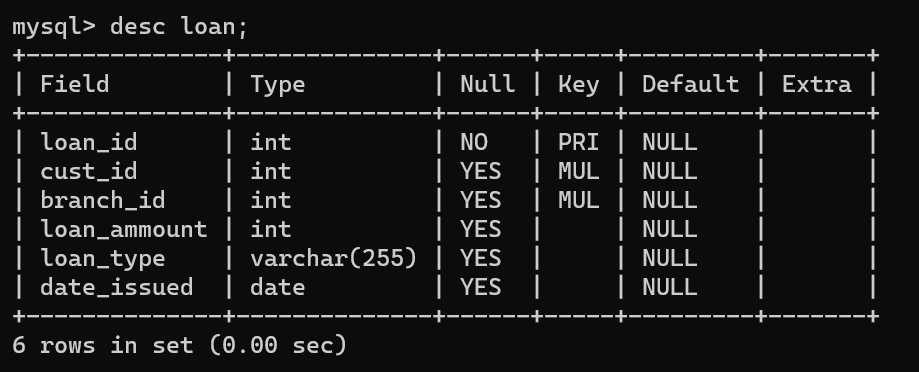 mysql> desc loan;
+--------------+--------------+------+-----+---------+-------+
| Field        | Type         | Null | Key | Default | Extra |
+--------------+--------------+------+-----+---------+-------+
| loan_id      | int          | NO   | PRI | NULL    |       |
| cust_id      | int          | YES  | MUL | NULL    |       |
| branch_id    | int          | YES  | MUL | NULL    |       |
| loan_ammount | int          | YES  |     | NULL    |       |
| loan_type    | varchar(255) | YES  |     | NULL    |       |
| date_issued  | date         | YES  |     | NULL    |       |
+--------------+--------------+------+-----+---------+-------+
6 rows in set (0.00 sec)